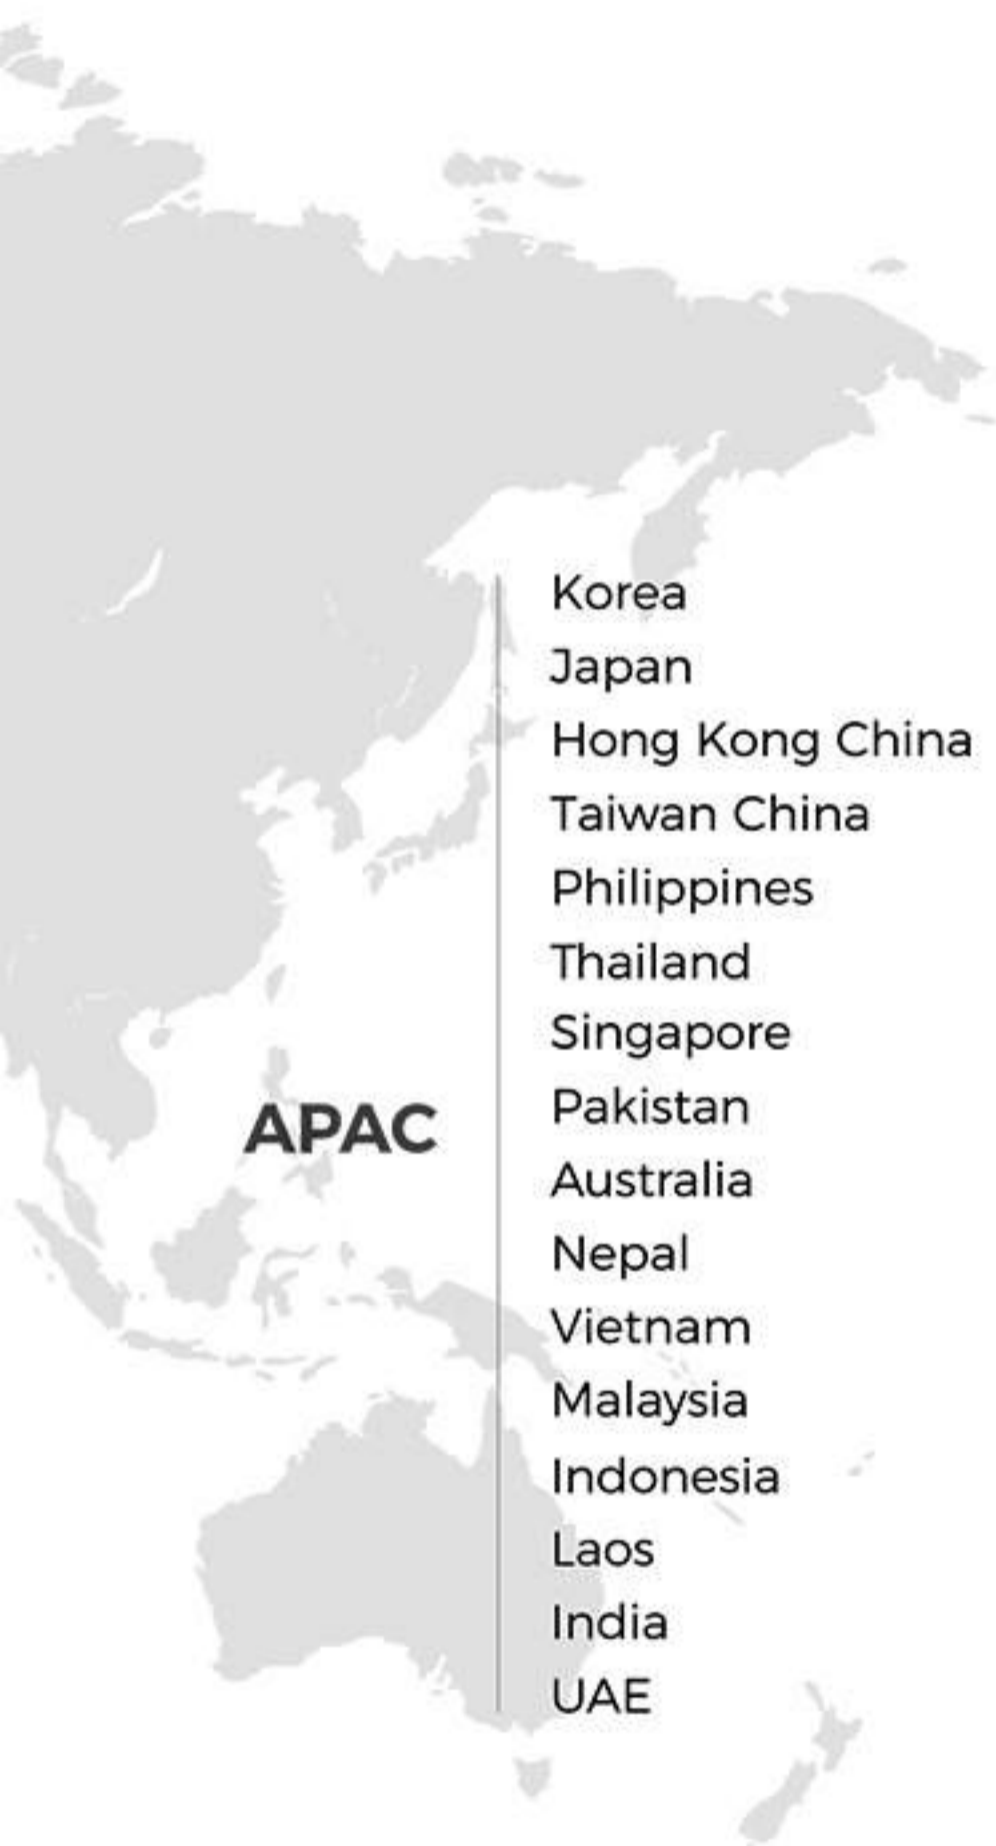 APAC
Korea
Japan
Hong Kong China
Taiwan China
Philippines
Thailand
Singapore
Pakistan
Australia
Nepal
Vietnam
Malaysia
Indonesia
Laos
India
UAE